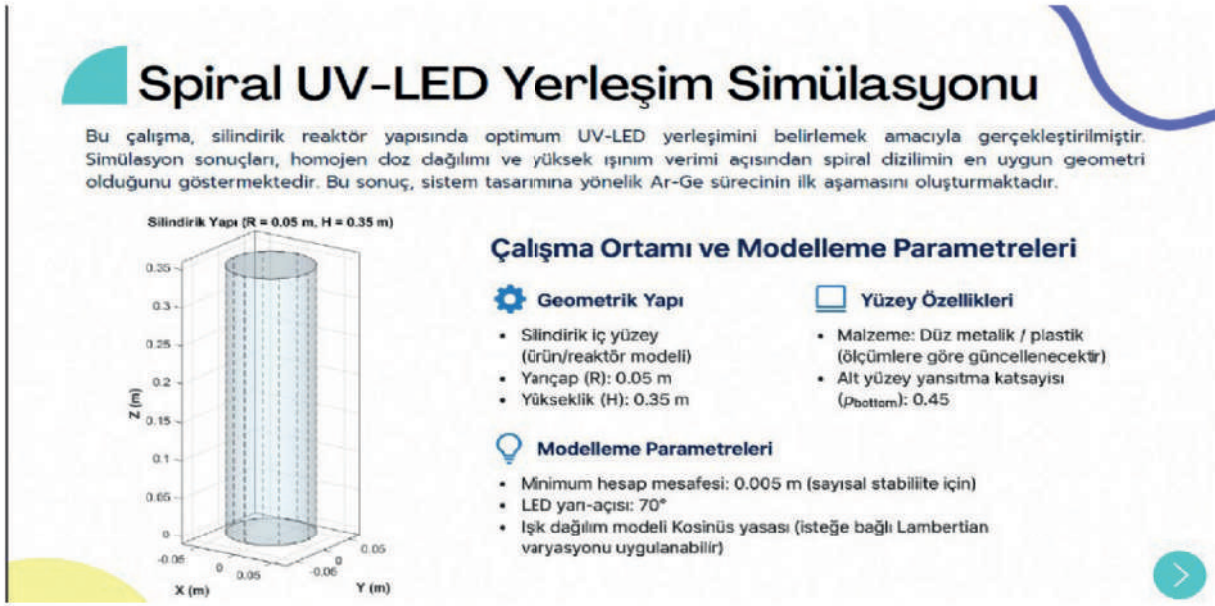 Spiral UV-LED Yerleşim Simülasyonu
Bu çalışma, silindirik reaktör yapısında optimum UV-LED yerleşimini belirlemek amacıyla gerçekleştirilmiştir.
Simülasyon sonuçları, homojen doz dağılımı ve yüksek ışınım verimi açısından spiral dizilimin en uygun geometri
olduğunu göstermektedir. Bu sonuç, sistem tasarımına yönelik Ar-Ge sürecinin ilk aşamasını oluşturmaktadır.
Silindirik Yapı (R = 0.05 m, H = 0.35 m)
0.35
0.3
0.25
0.2
0.15
0.1
0.05
0
Z (m)
-0.05
0
0.05
X (m)
-0.05
0
0.05
Y (m)
Çalışma Ortamı ve Modelleme Parametreleri
Geometrik Yapı
• Silindirik iç yüzey
(ürün/reaktör modeli)
• Yarıçap (R): 0.05 m
• Yükseklik (H): 0.35 m
Yüzey Özellikleri
• Malzeme: Düz metalik / plastik
(ölçümlere göre güncellenecektir)
• Alt yüzey yansıtma katsayısı
(ρbottom): 0.45
Modelleme Parametreleri
• Minimum hesap mesafesi: 0.005 m (sayısal stabiliite için)
• LED yarı-açısı: 70°
• Işık dağılım modeli Kosinüs yasası (isteğe bağlı Lambertian
varyasyonu uygulanabilir)